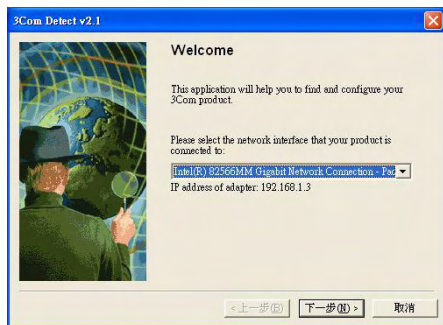 3Com Detect v2.1
Welcome
This application will help you to find and configure your
3Com product.
Please select the network interface that your product is
connected to:
Intel(R) 82566MM Gigabit Network Connection - Pac
IP address of adapter: 192.168.1.3
<上一步(B) 下一步(N)> 取消